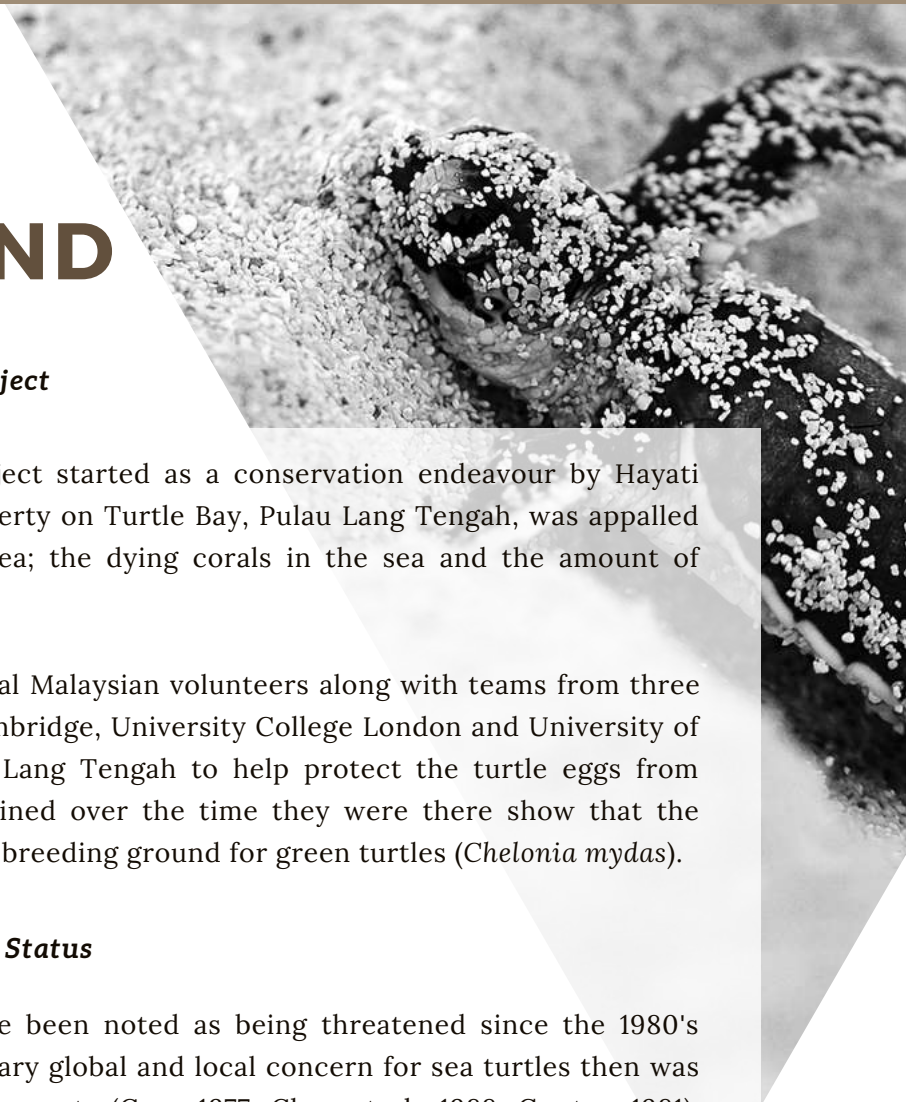 ND
ject
ject started as a conservation endeavour by Hayati
erty on Turtle Bay, Pulau Lang Tengah, was appalled
ea; the dying corals in the sea and the amount of
al Malaysian volunteers along with teams from three
nbridge, University College London and University of
Lang Tengah to help protect the turtle eggs from
ined over the time they were there show that the
breeding ground for green turtles (Chelonia mydas).
Status
e been noted as being threatened since the 1980's
ary global and local concern for sea turtles then was